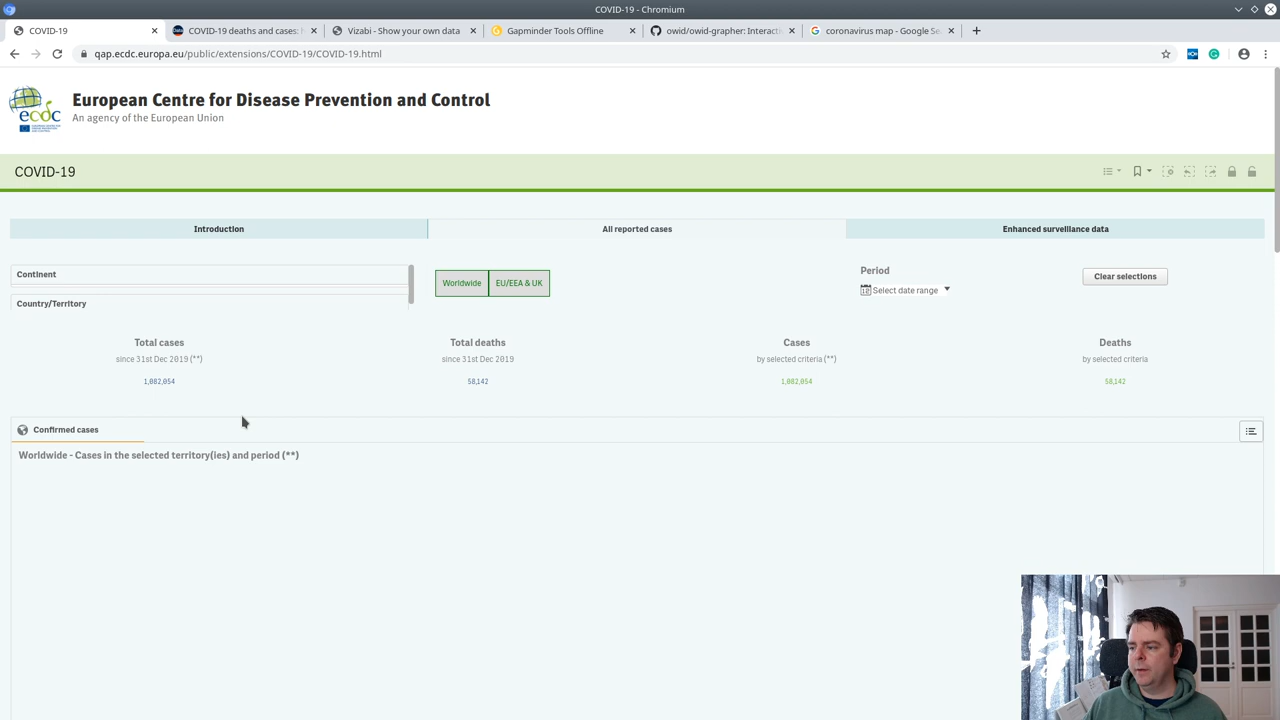 COVID-19 - Chromium
COVID-19
COVID-19 deaths and cases: h
Vizabi - Show your own data
Gapminder Tools Offline
owid/owid-grapher: Interacti
coronavirus map - Google Se
qap.ecdc.europa.eu/public/extensions/COVID-19/COVID-19.html
ecdc
European Centre for Disease Prevention and Control
An agency of the European Union
COVID-19
Introduction
All reported cases
Enhanced surveillance data
Continent
Country/Territory
Worldwide
EU/EEA & UK
Period
Select date range
Clear selections
Total cases
since 31st Dec 2019 (**)
1,082,054
Total deaths
since 31st Dec 2019
58,142
Cases
by selected criteria (**)
1,082,054
Deaths
by selected criteria
58,142
Confirmed cases
Worldwide - Cases in the selected territory(ies) and period (**)